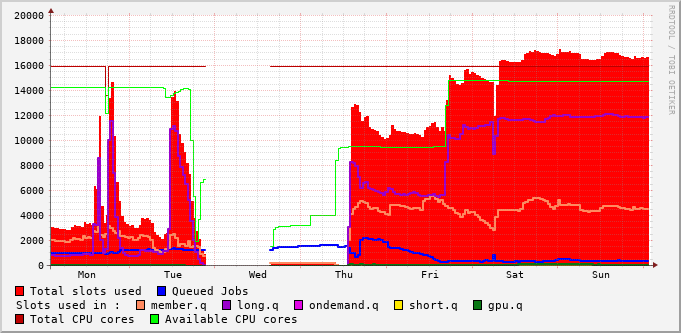 20000
18000
16000
14000
12000
10000
8000
6000
4000
2000
0
Mon Tue Wed Thu Fri Sat Sun
RRDTOOL / TOBI OETIKER
Total slots used Queued Jobs
Slots used in : member.q long.q ondemand.q short.q gpu.q
Total CPU cores Available CPU cores